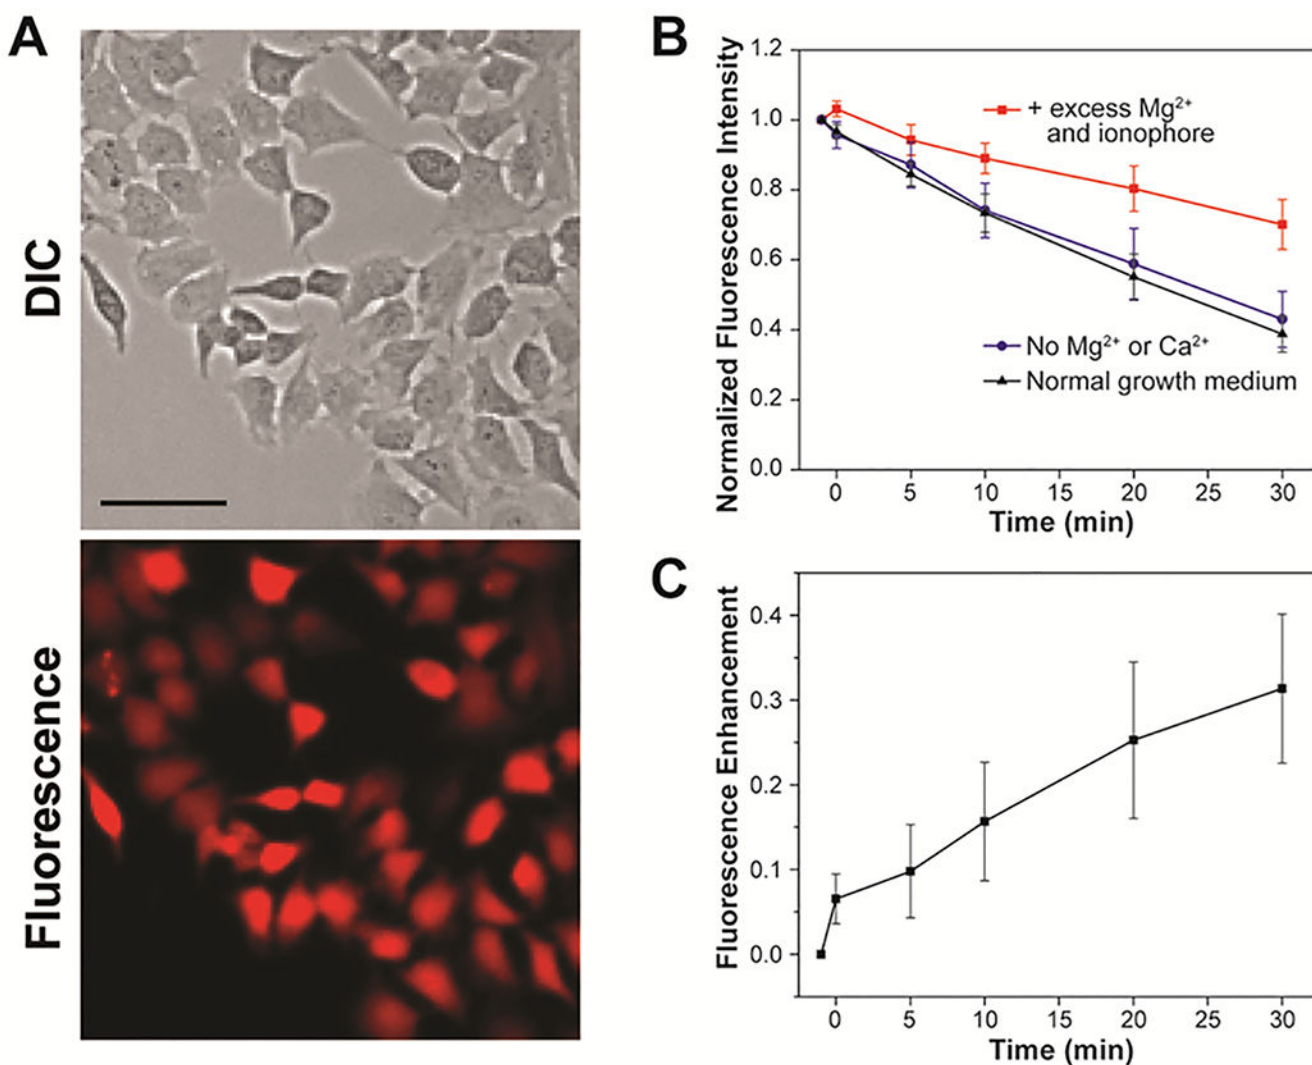 A
DIC
Fluorescence
B
Normalized Fluorescence Intensity
1.2
1.0
0.8
0.6
0.4
0.2
0.0
+ excess Mg²⁺
and ionophore
No Mg²⁺ or Ca²⁺
Normal growth medium
0 5 10 15 20 25 30
Time (min)
C
Fluorescence Enhancement
0.4
0.3
0.2
0.1
0.0
0 5 10 15 20 25 30
Time (min)